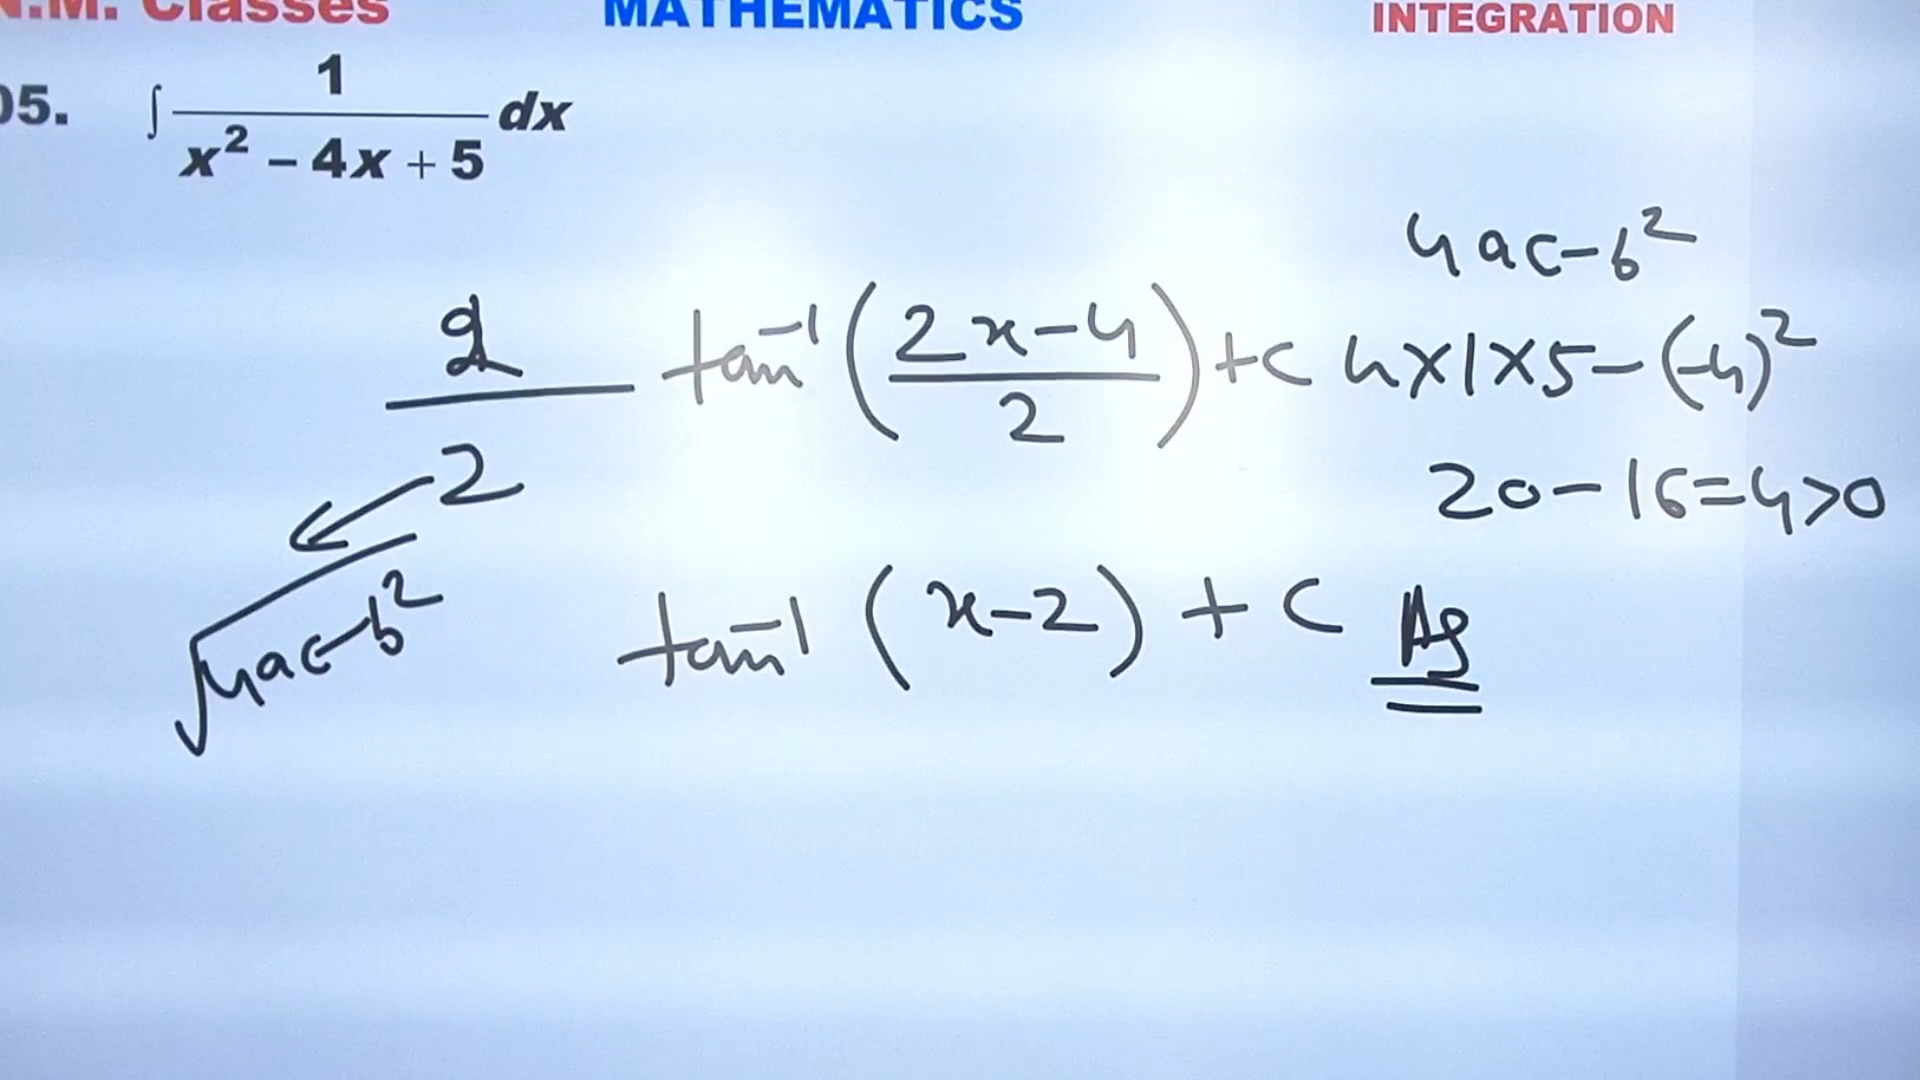 .M. Classes MATHEMATICS INTEGRATION
05. ∫ 1/(x² – 4x + 5) dx
4ac-b²
2/2 tan⁻¹((2x-4)/2) + C 4×1×5-(-4)²
20-16=4>0
√(4ac-b²)
tan⁻¹(x-2) + C As